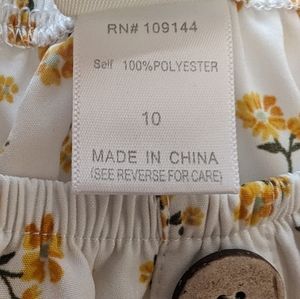 RN# 109144
Self 100%POLYESTER
10
MADE IN CHINA
(SEE REVERSE FOR CARE)